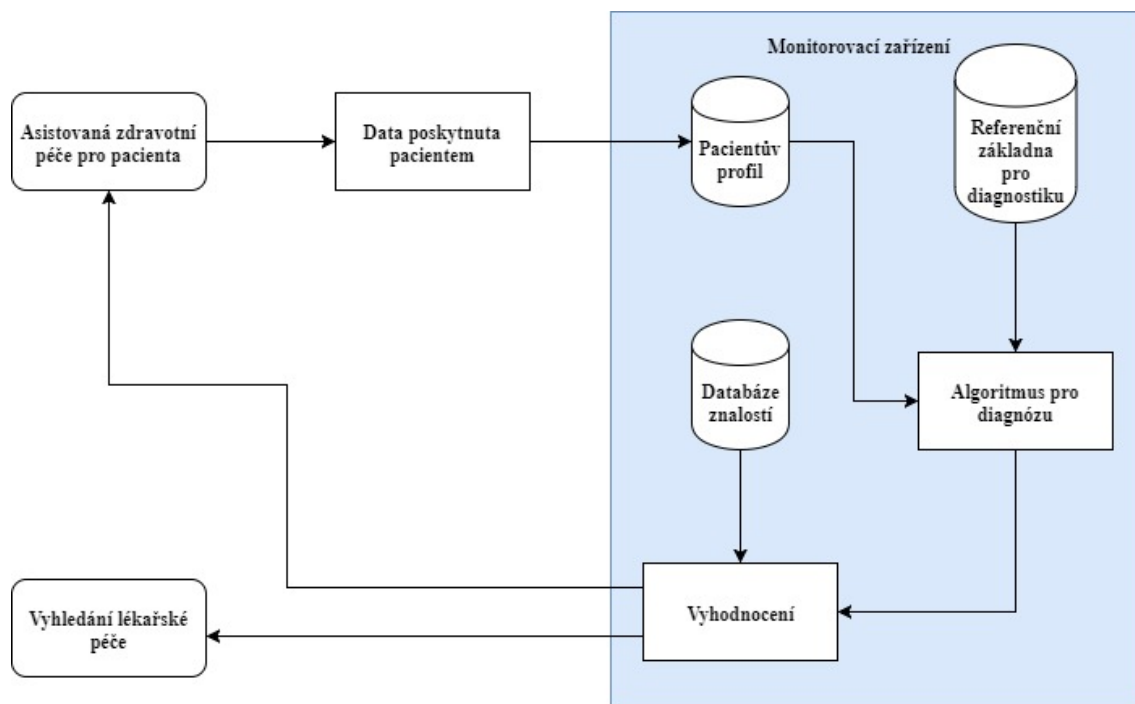 Monitorovací zařízení
Asistovaná zdravotní
péče pro pacienta
Data poskytnuta
pacientem
Pacientův
profil
Referenční
základna
pro
diagnostiku
Databáze
znalostí
Algoritmus pro
diagnózu
Vyhledání lékařské
péče
Vyhodnocení